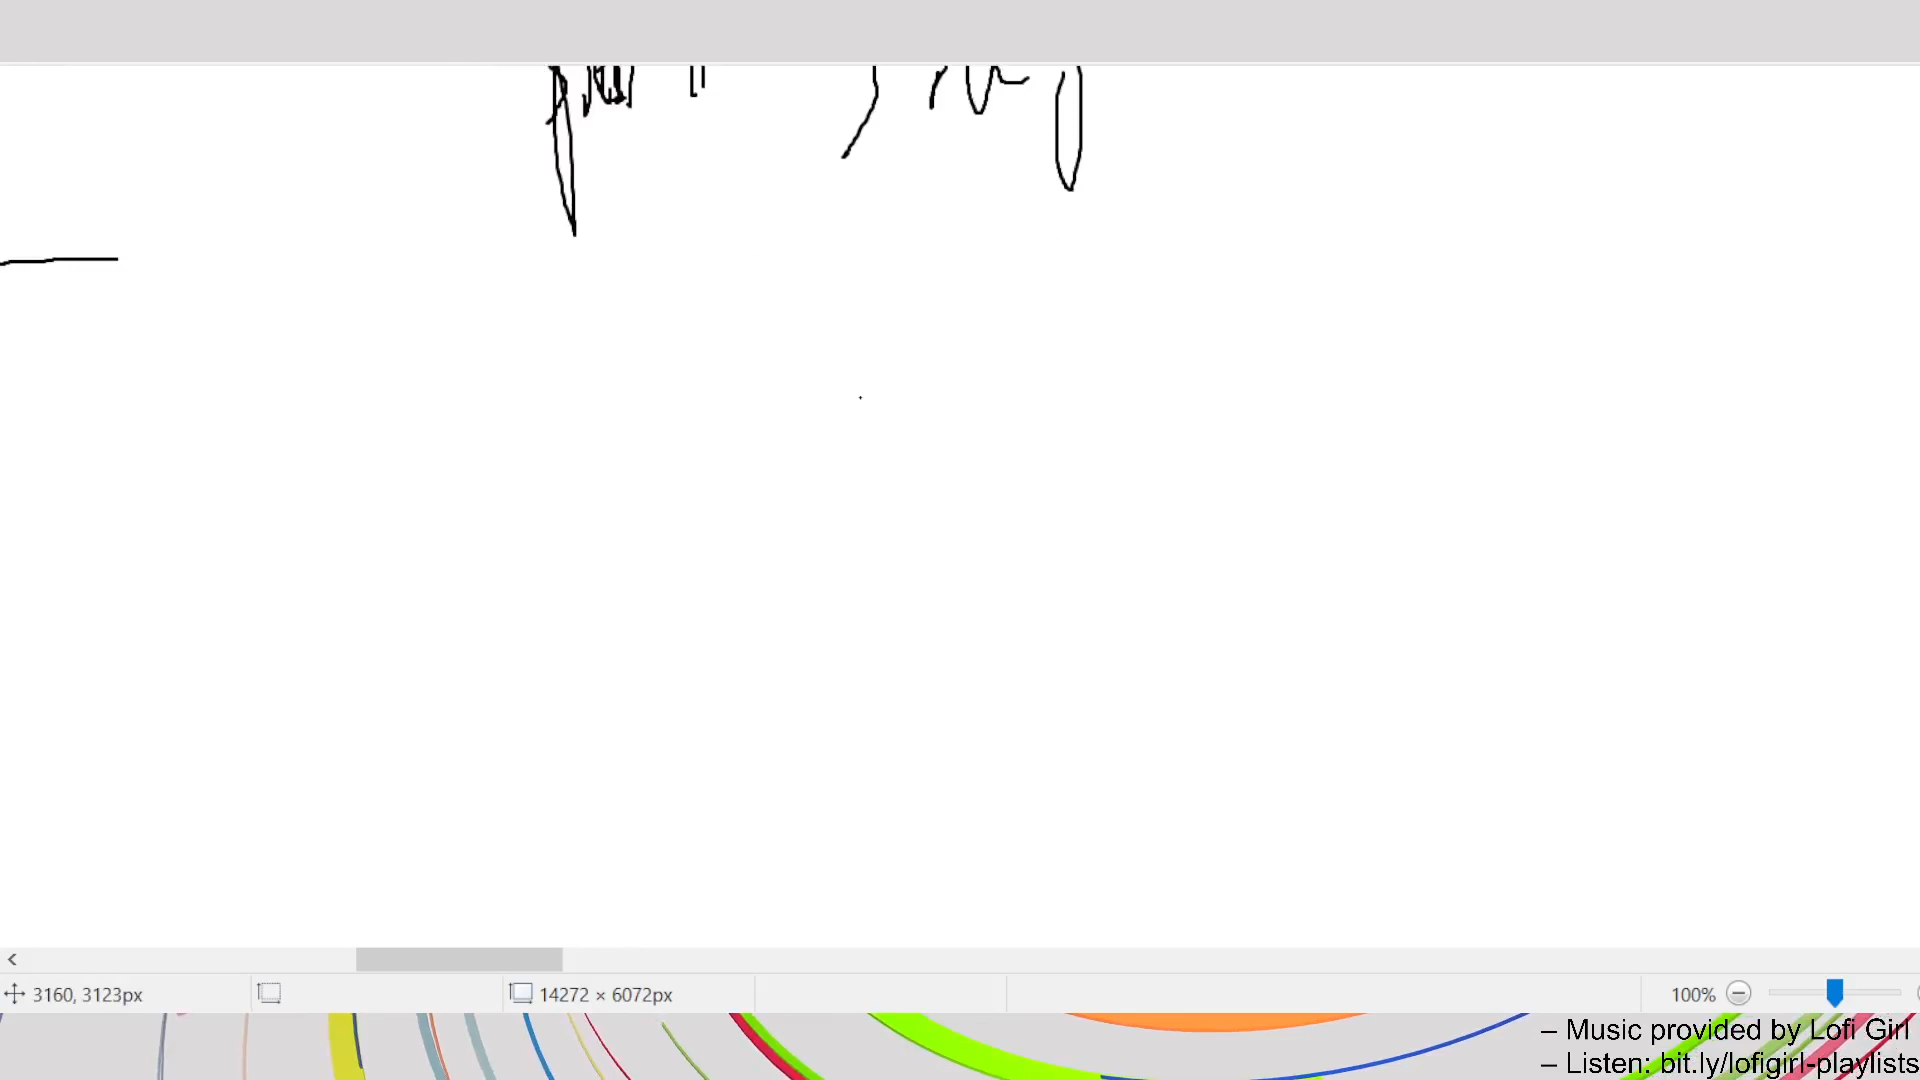 3160, 3123px
14272 × 6072px
100%
– Music provided by Lofi Girl
– Listen: bit.ly/lofigirl-playlists